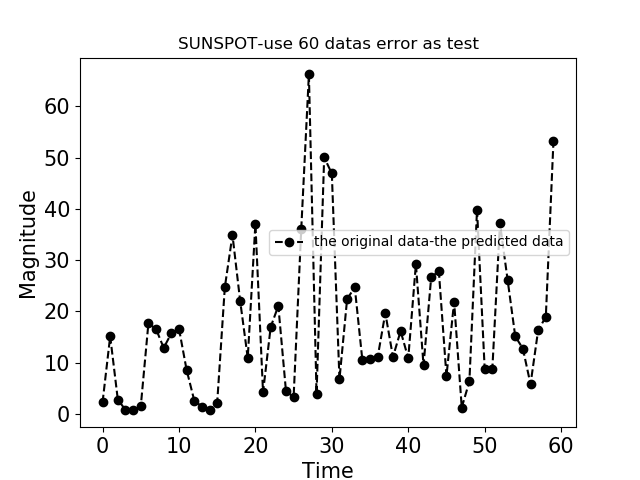 SUNSPOT-use 60 datas error as test
60
50
40
30
20
10
0
Magnitude
the original data-the predicted data
0 10 20 30 40 50 60
Time